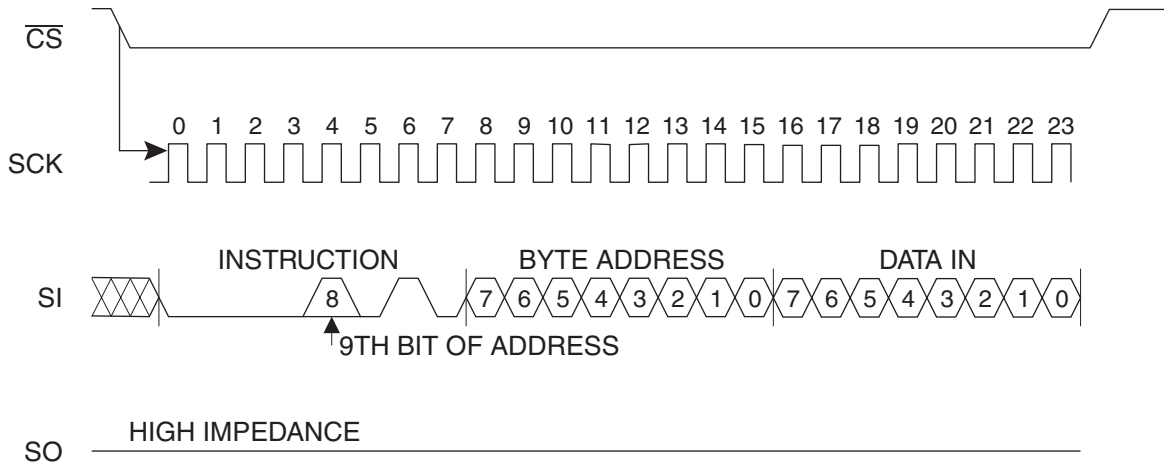 CS
0 1 2 3 4 5 6 7 8 9 10 11 12 13 14 15 16 17 18 19 20 21 22 23
SCK
INSTRUCTION BYTE ADDRESS DATA IN
SI 8 7 6 5 4 3 2 1 0 7 6 5 4 3 2 1 0
9TH BIT OF ADDRESS
HIGH IMPEDANCE
SO